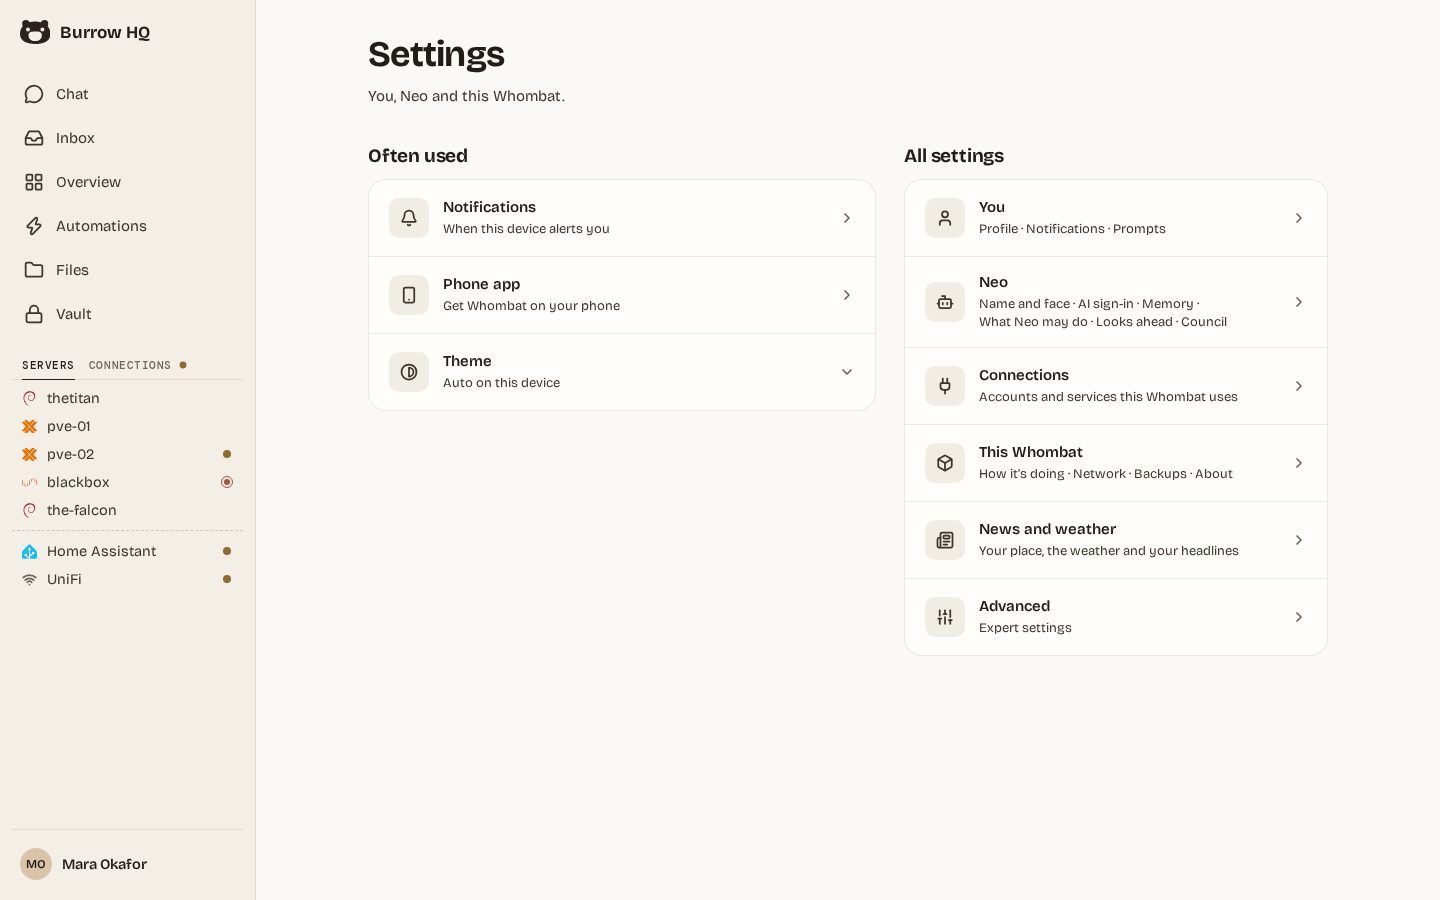 Burrow HQ
Chat
Inbox
Overview
Automations
Files
Vault
SERVERS CONNECTIONS
thetitan
pve-01
pve-02
blackbox
the-falcon
Home Assistant
UniFi
MO Mara Okafor
Settings
You, Neo and this Whombat.
Often used
Notifications
When this device alerts you
Phone app
Get Whombat on your phone
Theme
Auto on this device
All settings
You
Profile · Notifications · Prompts
Neo
Name and face · AI sign-in · Memory ·
What Neo may do · Looks ahead · Council
Connections
Accounts and services this Whombat uses
This Whombat
How it’s doing · Network · Backups · About
News and weather
Your place, the weather and your headlines
Advanced
Expert settings